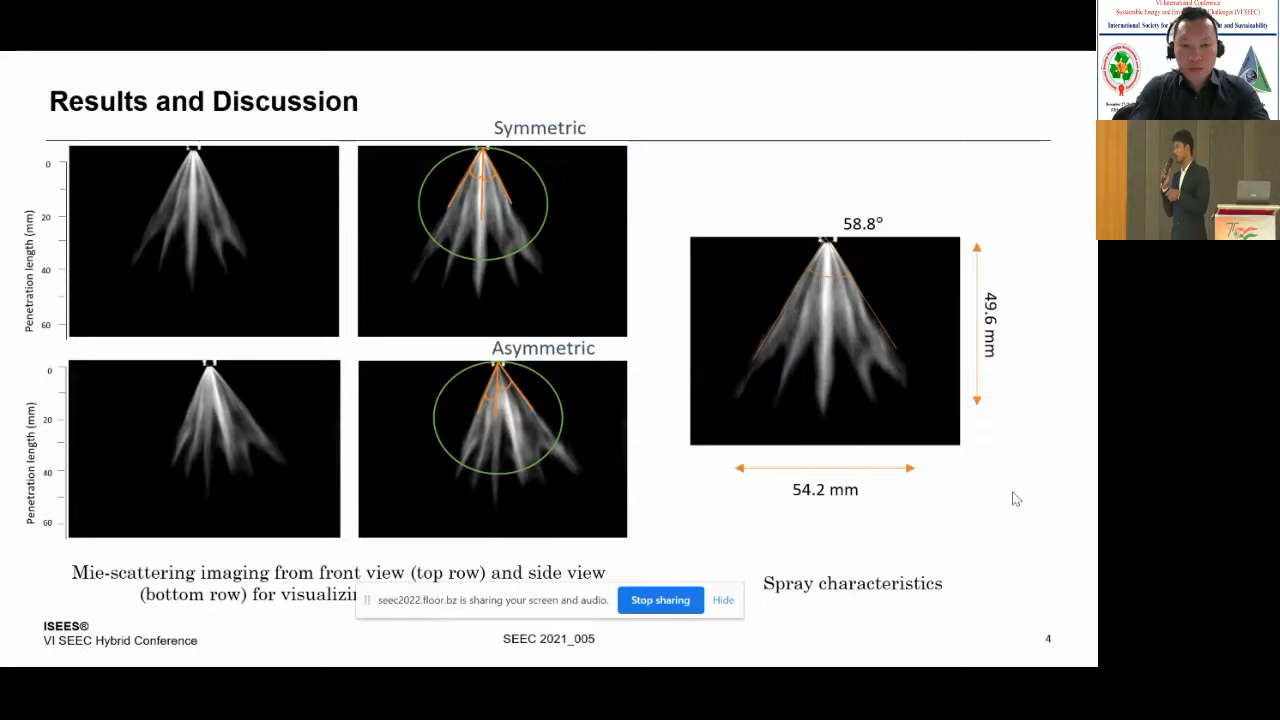 Results and Discussion
Symmetric
0
20
40
60
Penetration length (mm)
Asymmetric
0
20
40
60
Penetration length (mm)
58.8°
49.6 mm
54.2 mm
Mie-scattering imaging from front view (top row) and side view
(bottom row) for visualizin
Spray characteristics
seec2022.floor.bz is sharing your screen and audio.
Stop sharing
Hide
ISEES®
VI SEEC Hybrid Conference
SEEC 2021_005
4
VI International Conference
Sustainable Energy and Challenges (VI SEEC)
International Society for and Sustainability